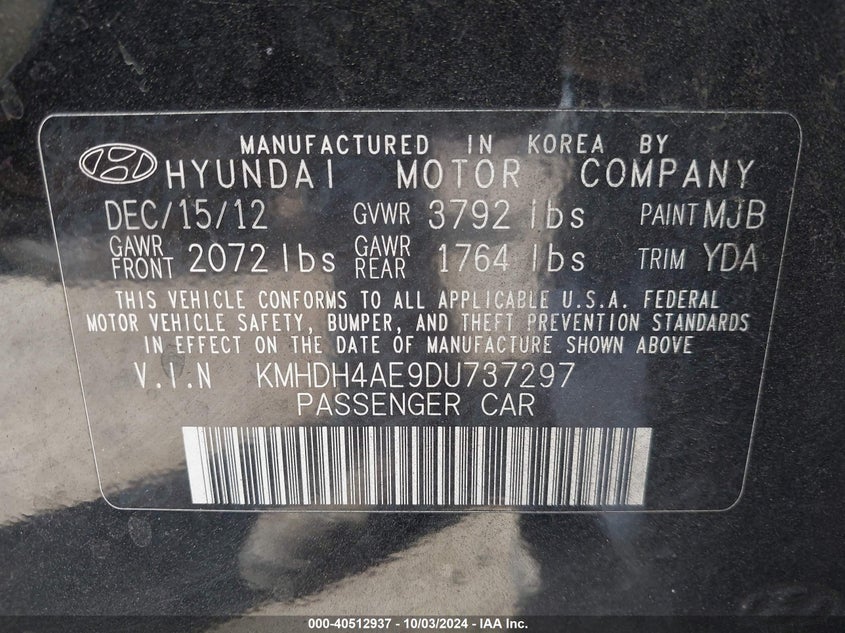 MANUFACTURED IN KOREA BY
HYUNDAI MOTOR COMPANY
DEC/15/12 GVWR 3792 lbs PAINT MJB
GAWR FRONT 2072 lbs GAWR REAR 1764 lbs TRIM YDA
THIS VEHICLE CONFORMS TO ALL APPLICABLE U.S.A. FEDERAL
MOTOR VEHICLE SAFETY, BUMPER, AND THEFT PREVENTION STANDARDS
IN EFFECT ON THE DATE OF MANUFACTURE SHOWN ABOVE
V.I.N KMHDH4AE9DU737297
PASSENGER CAR
000-40512937 - 10/03/2024 - IAA Inc.